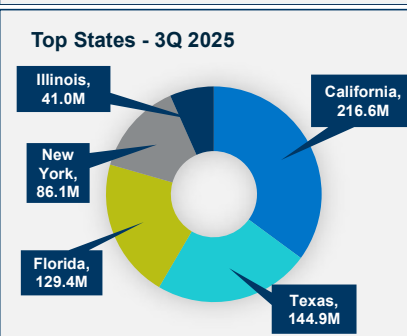 Top States - 3Q 2025
Illinois,
41.0M
California,
216.6M
New
York,
86.1M
Florida,
129.4M
Texas,
144.9M